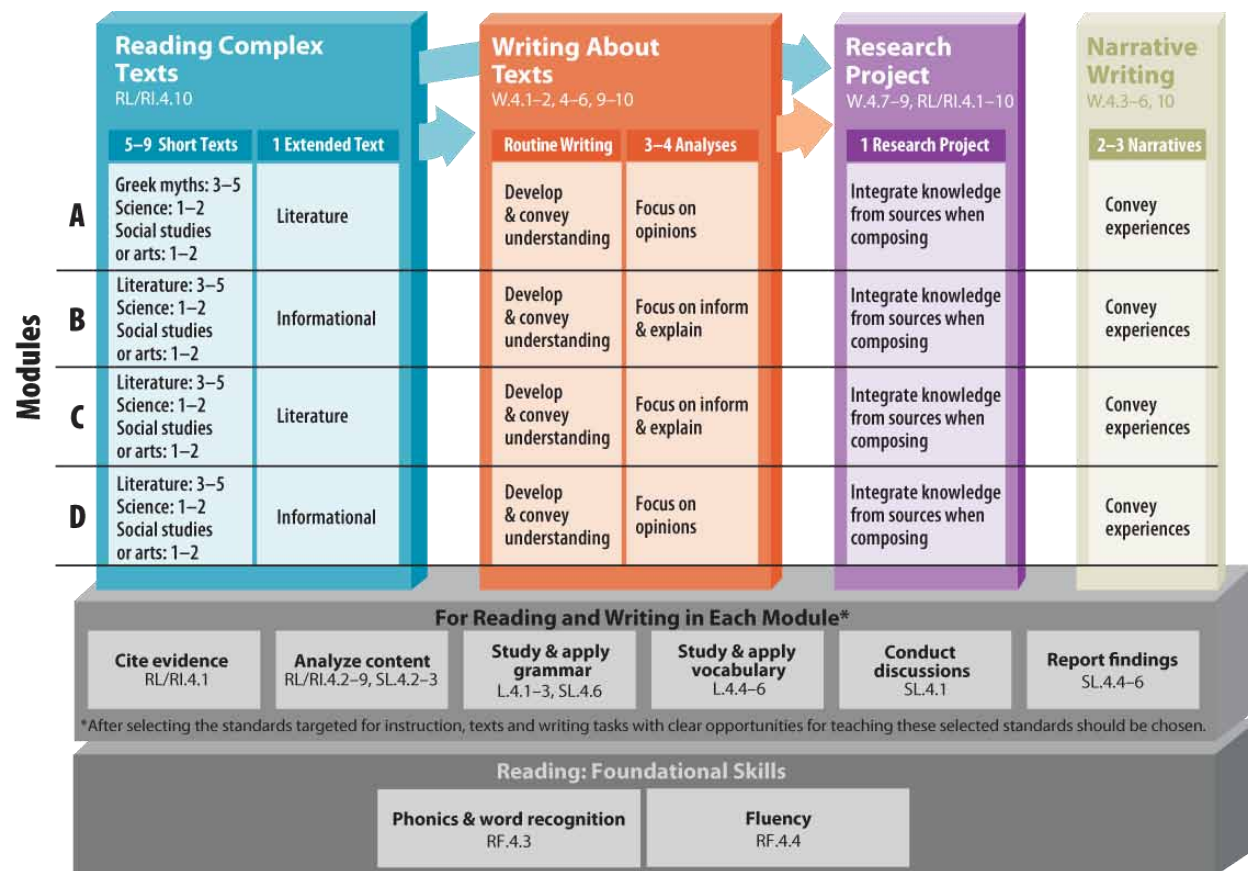 Reading Complex
Texts
RL/RI.4.10
Writing About
Texts
W.4.1–2, 4–6, 9–10
Research
Project
W.4.7–9, RL/RI.4.1–10
Narrative
Writing
W.4.3–6, 10
5–9 Short Texts
1 Extended Text
Routine Writing
3–4 Analyses
1 Research Project
2–3 Narratives
Modules
A
Greek myths: 3–5
Science: 1–2
Social studies
or arts: 1–2
Literature
Develop
& convey
understanding
Focus on
opinions
Integrate knowledge
from sources when
composing
Convey
experiences
B
Literature: 3–5
Science: 1–2
Social studies
or arts: 1–2
Informational
Develop
& convey
understanding
Focus on inform
& explain
Integrate knowledge
from sources when
composing
Convey
experiences
C
Literature: 3–5
Science: 1–2
Social studies
or arts: 1–2
Literature
Develop
& convey
understanding
Focus on inform
& explain
Integrate knowledge
from sources when
composing
Convey
experiences
D
Literature: 3–5
Science: 1–2
Social studies
or arts: 1–2
Informational
Develop
& convey
understanding
Focus on
opinions
Integrate knowledge
from sources when
composing
Convey
experiences
For Reading and Writing in Each Module*
Cite evidence
RL/RI.4.1
Analyze content
RL/RI.4.2–9, SL.4.2–3
Study & apply
grammar
L.4.1–3, SL.4.6
Study & apply
vocabulary
L.4.4–6
Conduct
discussions
SL.4.1
Report findings
SL.4.4–6
*After selecting the standards targeted for instruction, texts and writing tasks with clear opportunities for teaching these selected standards should be chosen.
Reading: Foundational Skills
Phonics & word recognition
RF.4.3
Fluency
RF.4.4